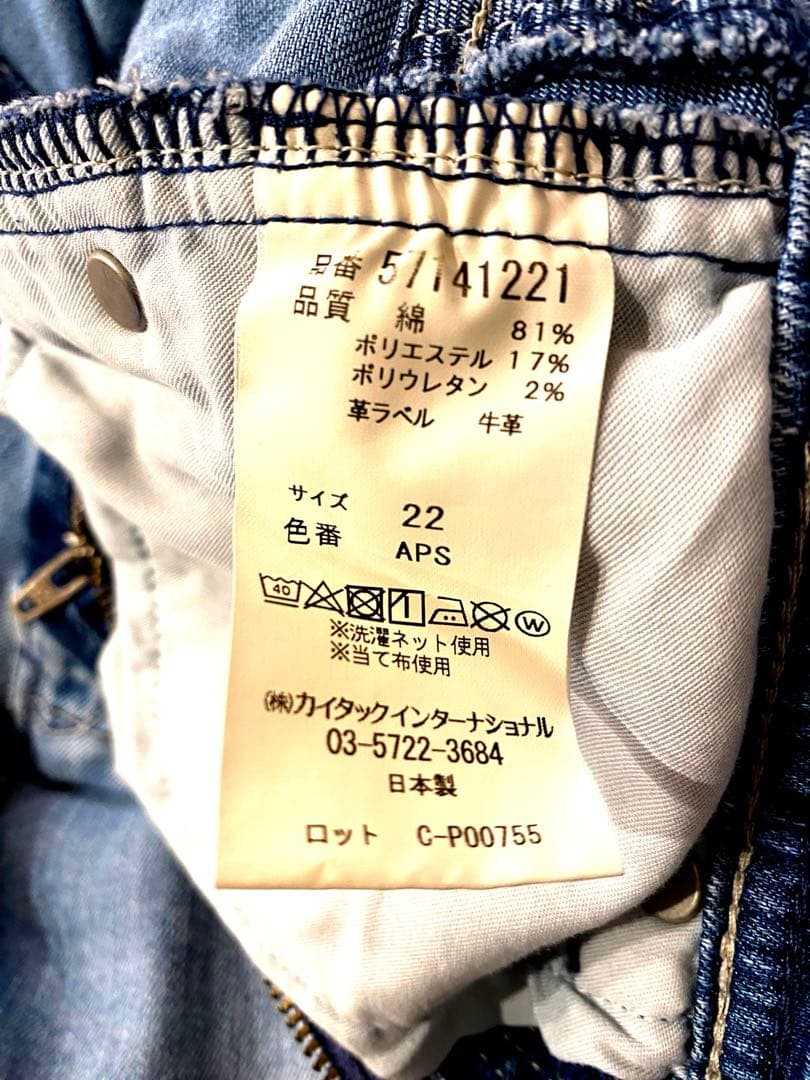 品番 57141221
品質 綿 81%
ポリエステル 17%
ポリウレタン 2%
革ラベル 牛革
サイズ 22
色番 APS
40 W
※洗濯ネット使用
※当て布使用
㈱カイタックインターナショナル
03-5722-3684
日本製
ロット C-P00755